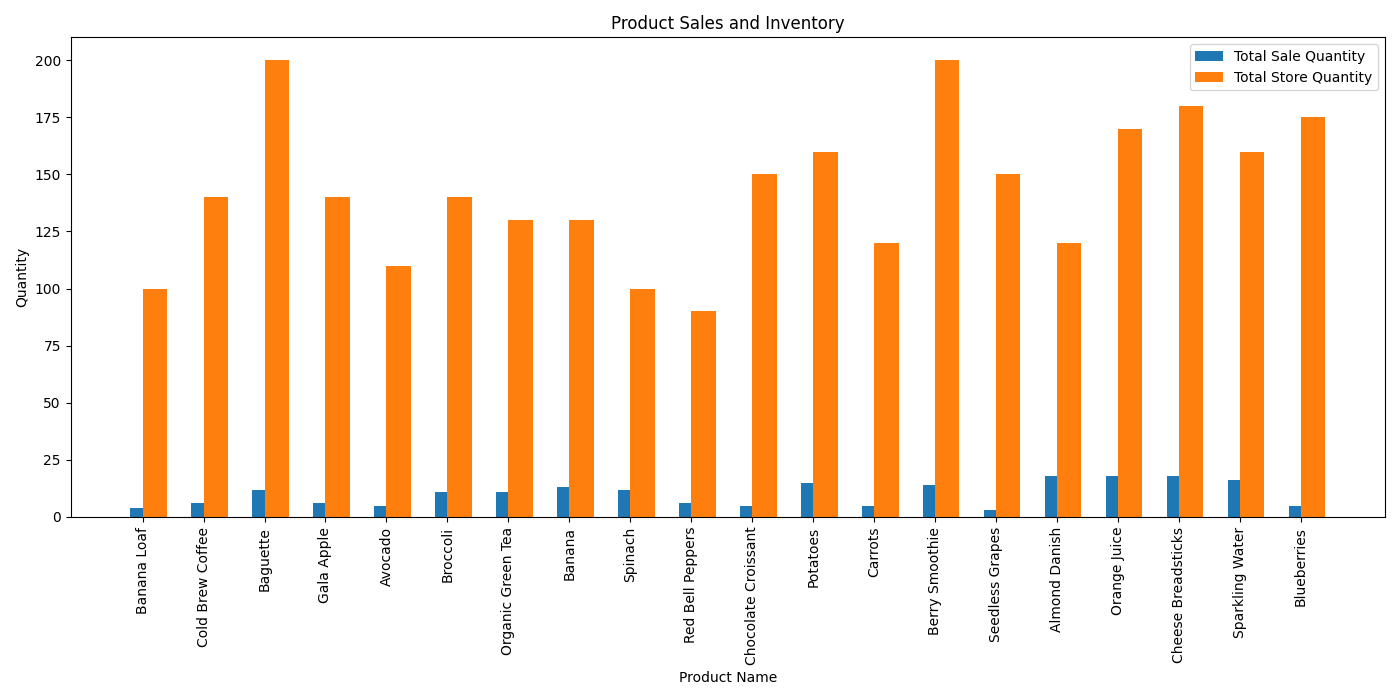 Product Sales and Inventory
Total Sale Quantity
Total Store Quantity
Quantity
200
175
150
125
100
75
50
25
0
Banana Loaf
Cold Brew Coffee
Baguette
Gala Apple
Avocado
Broccoli
Organic Green Tea
Banana
Spinach
Red Bell Peppers
Chocolate Croissant
Potatoes
Carrots
Berry Smoothie
Seedless Grapes
Almond Danish
Orange Juice
Cheese Breadsticks
Sparkling Water
Blueberries
Product Name